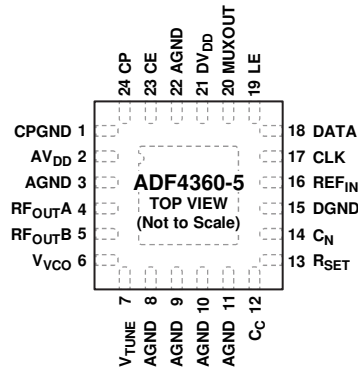 24 CP
23 CE
22 AGND
21 DVDD
20 MUXOUT
19 LE
CPGND 1
AVDD 2
AGND 3
RFOUTA 4
RFOUTB 5
VVCO 6
ADF4360-5
TOP VIEW
(Not to Scale)
18 DATA
17 CLK
16 REFIN
15 DGND
14 CN
13 RSET
VTUNE 7
AGND 8
AGND 9
AGND 10
AGND 11
CC 12